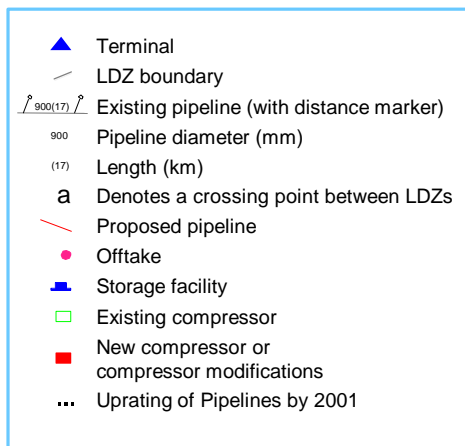 Terminal
LDZ boundary
900(17) Existing pipeline (with distance marker)
900 Pipeline diameter (mm)
(17) Length (km)
a Denotes a crossing point between LDZs
Proposed pipeline
Offtake
Storage facility
Existing compressor
New compressor or
compressor modifications
Uprating of Pipelines by 2001